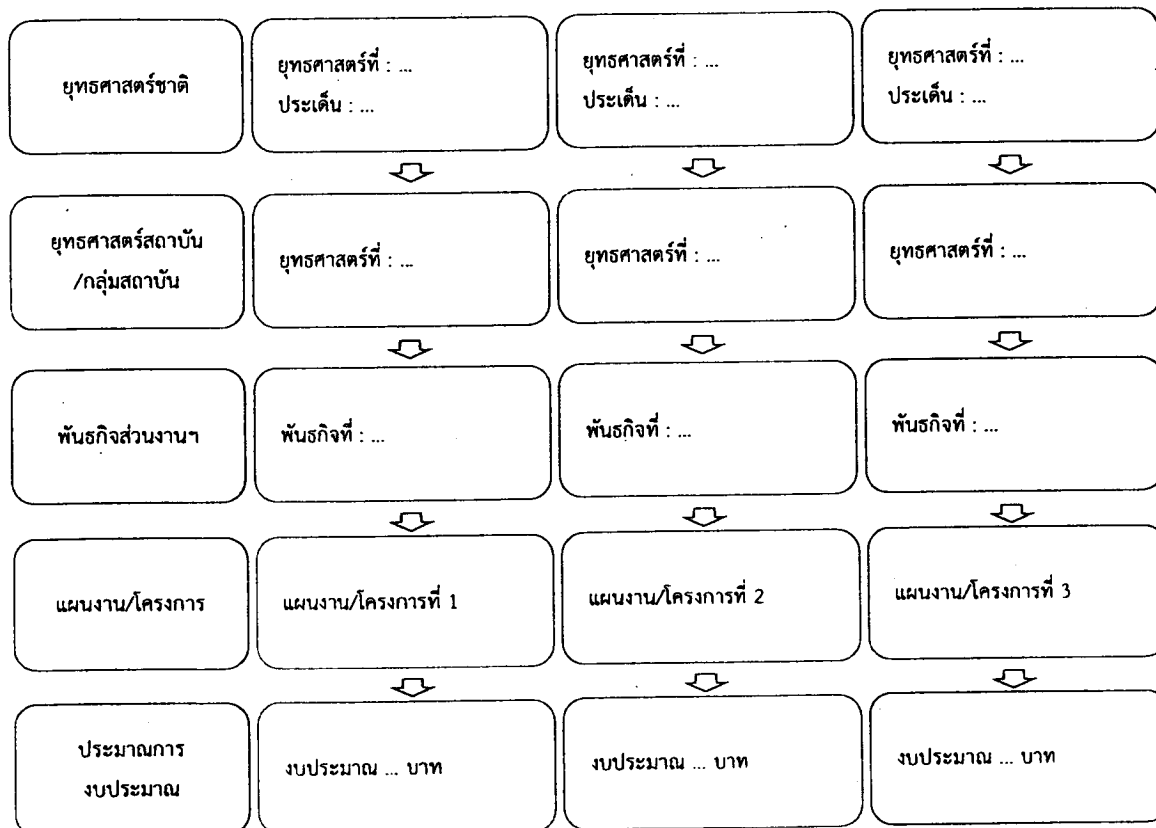 ยุทธศาสตร์ชาติ
ยุทธศาสตร์ที่ : ...
ประเด็น : ...
ยุทธศาสตร์ที่ : ...
ประเด็น : ...
ยุทธศาสตร์ที่ : ...
ประเด็น : ...
ยุทธศาสตร์สถาบัน
/กลุ่มสถาบัน
ยุทธศาสตร์ที่ : ...
ยุทธศาสตร์ที่ : ...
ยุทธศาสตร์ที่ : ...
พันธกิจส่วนงานฯ
พันธกิจที่ : ...
พันธกิจที่ : ...
พันธกิจที่ : ...
แผนงาน/โครงการ
แผนงาน/โครงการที่ 1
แผนงาน/โครงการที่ 2
แผนงาน/โครงการที่ 3
ประมาณการ
งบประมาณ
งบประมาณ ... บาท
งบประมาณ ... บาท
งบประมาณ ... บาท